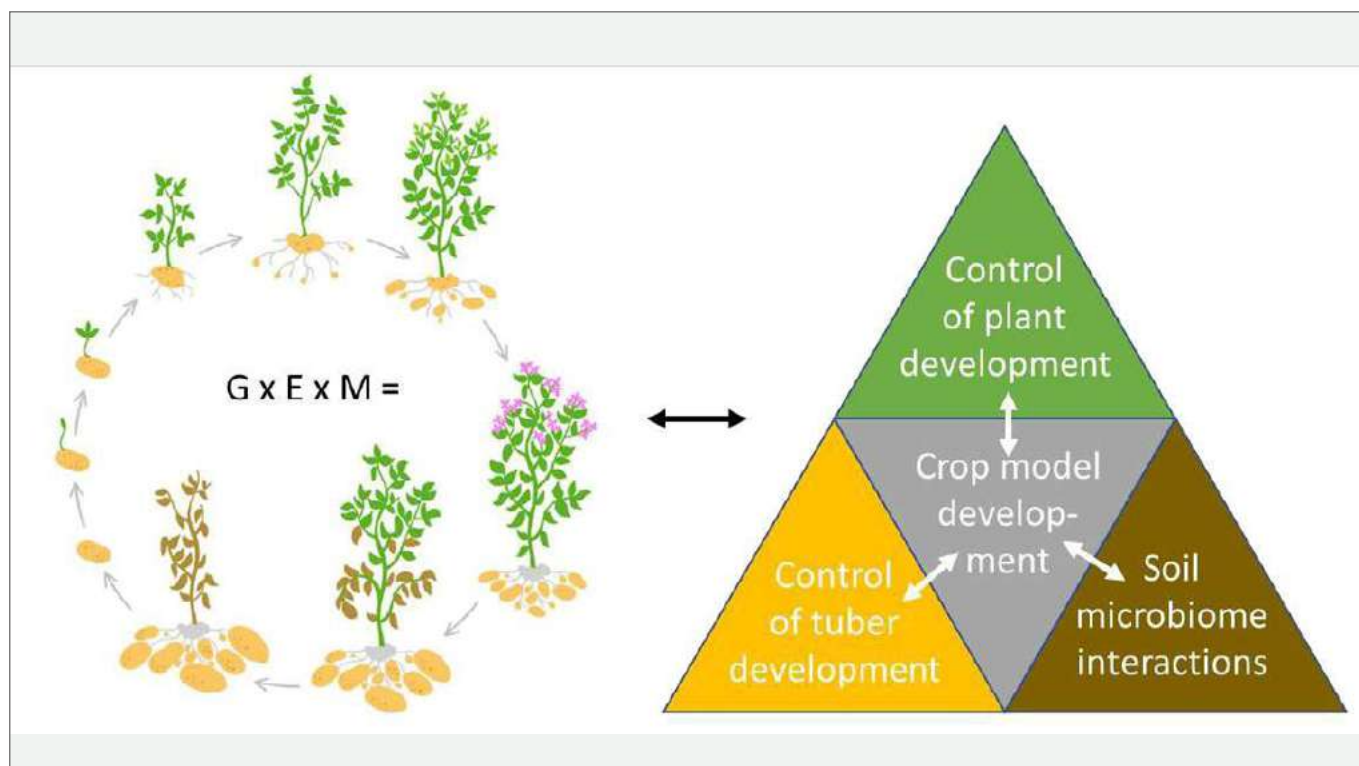 G x E x M =
Control
of plant
development
Crop model
develop-
ment
Control
of tuber
development
Soil
microbiome
interactions